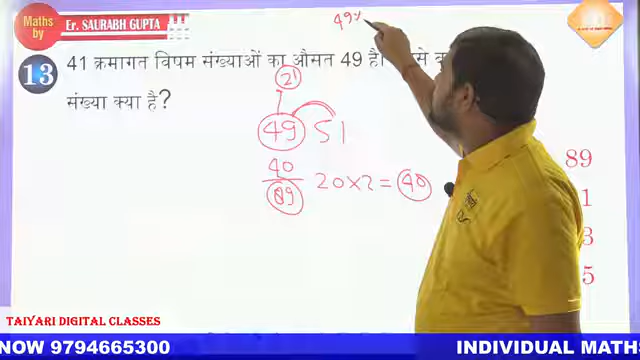 Maths
by
Er. SAURABH GUPTA
49x
13
41 क्रमागत विषम संख्याओं का औसत 49 है।
संख्या क्या है?
21
49 51
40
89
20×2=40
89
1
3
5
TAIYARI DIGITAL CLASSES
NOW 9794665300
INDIVIDUAL MATHS